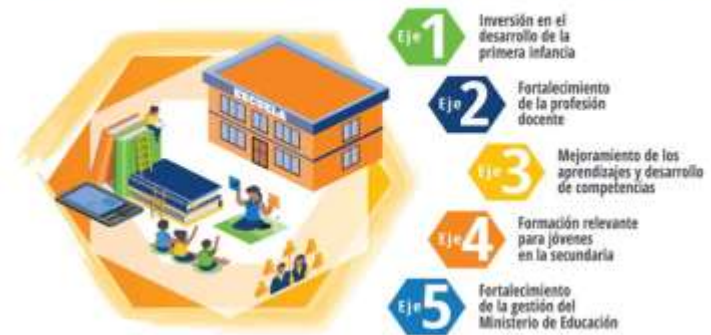 ESCUELA
Eje 1
Inversión en el
desarrollo de la
primera infancia
Eje 2
Fortalecimiento
de la profesión
docente
Eje 3
Mejoramiento de los
aprendizajes y desarrollo
de competencias
Eje 4
Formación relevante
para jóvenes
en la secundaria
Eje 5
Fortalecimiento
de la gestión del
Ministerio de Educación